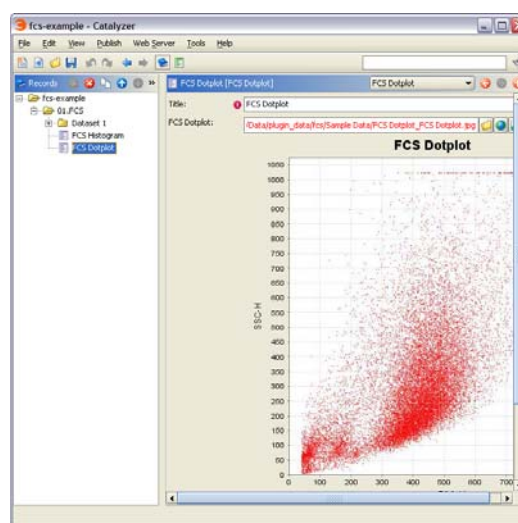 fcs-example - Catalyzer
File Edit View Publish Web Server Tools Help
Records
fcs-example
01.FCS
Dataset 1
FCS Histogram
FCS Dotplot
FCS Dotplot [FCS Dotplot]
FCS Dotplot
Title:
FCS Dotplot
FCS Dotplot:
/Data/plugin_data/fcs/Sample Data/FCS Dotplot_FCS Dotplot.jpg
FCS Dotplot
1050
1000
950
900
850
800
750
700
650
600
550
500
450
400
350
300
250
200
150
100
50
0
SSC-H
0 100 200 300 400 500 600 700